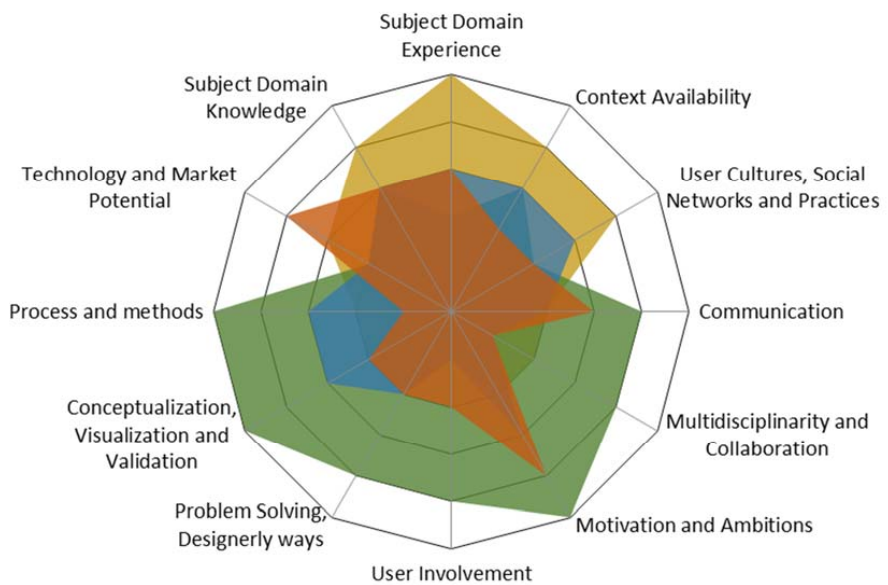 Subject Domain
Experience
Context Availability
User Cultures, Social
Networks and Practices
Communication
Multidisciplinarity and
Collaboration
Motivation and Ambitions
User Involvement
Problem Solving,
Designerly ways
Conceptualization,
Visualization and
Validation
Process and methods
Technology and Market
Potential
Subject Domain
Knowledge